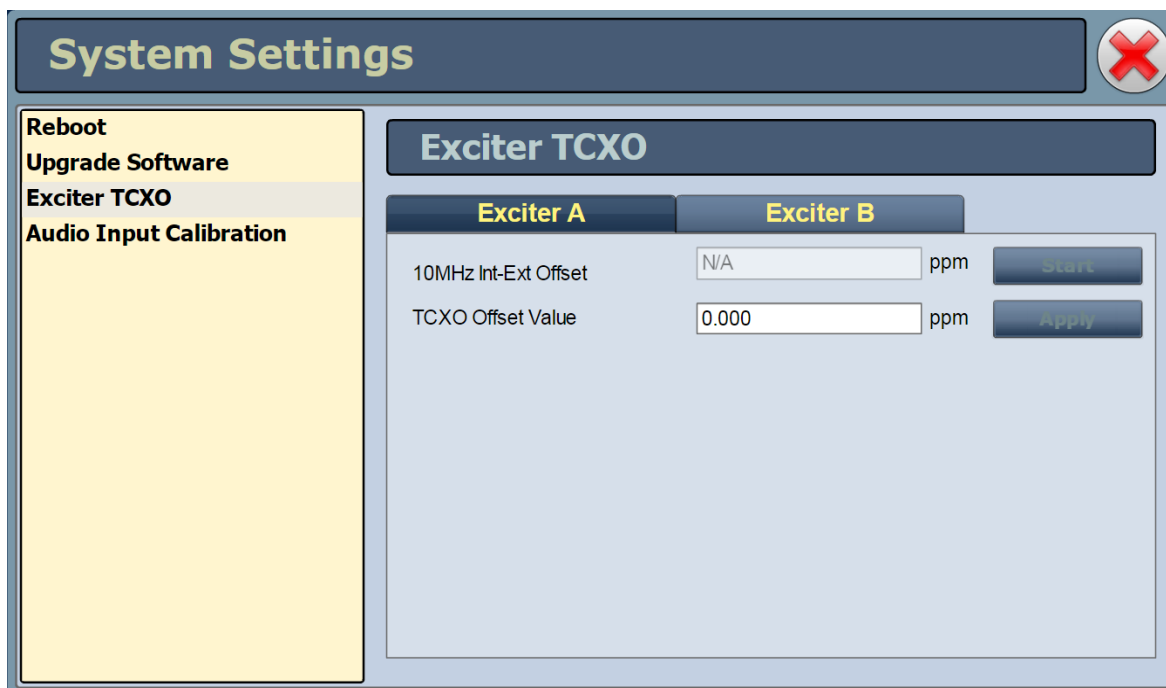 System Settings
Reboot
Upgrade Software
Exciter TCXO
Audio Input Calibration
Exciter TCXO
Exciter A Exciter B
10MHz Int-Ext Offset N/A ppm Start
TCXO Offset Value 0.000 ppm Apply